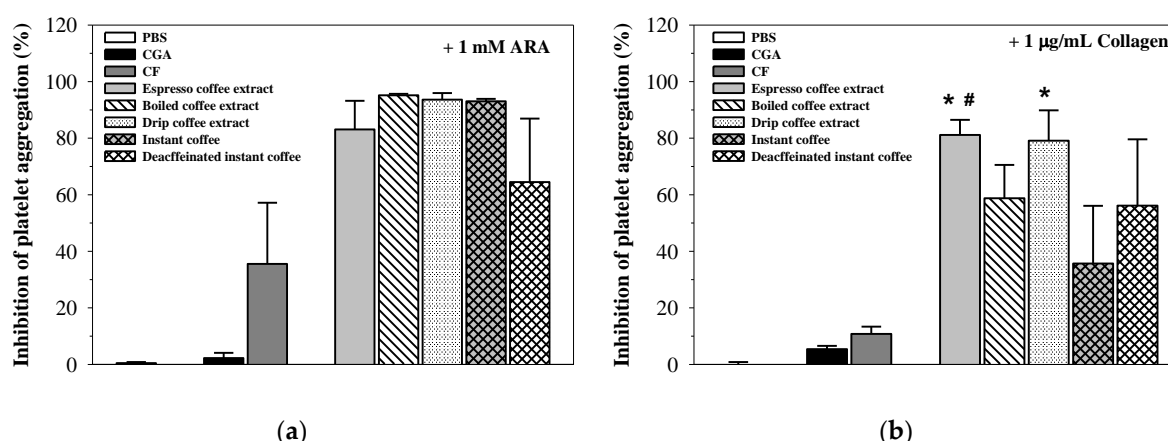 Inhibition of platelet aggregation (%)
120
100
80
60
40
20
0
PBS
CGA
CF
Espresso coffee extract
Boiled coffee extract
Drip coffee extract
Instant coffee
Deacffeinated instant coffee
+ 1 mM ARA
(a)
Inhibition of platelet aggregation (%)
120
100
80
60
40
20
0
PBS
CGA
CF
Espresso coffee extract
Boiled coffee extract
Drip coffee extract
Instant coffee
Deacffeinated instant coffee
+ 1 μg/mL Collagen
* #
*
(b)